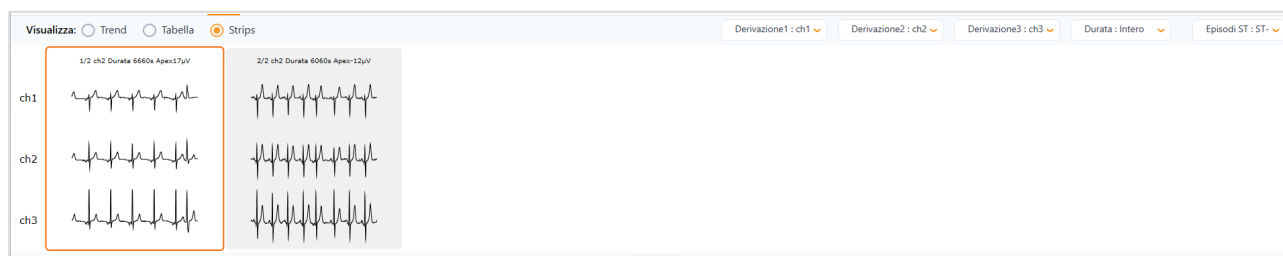 Visualizza: Trend Tabella Strips Derivazione1 : ch1 Derivazione2 : ch2 Derivazione3 : ch3 Durata : Intero Episodi ST : ST-
1/2 ch2 Durata 6660s Apex17µV 2/2 ch2 Durata 6060s Apex-12µV
ch1
ch2
ch3